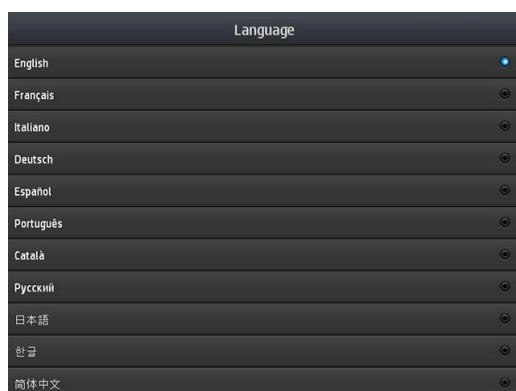 Language
English
Français
Italiano
Deutsch
Español
Português
Català
Русский
日本語
한글
简体中文